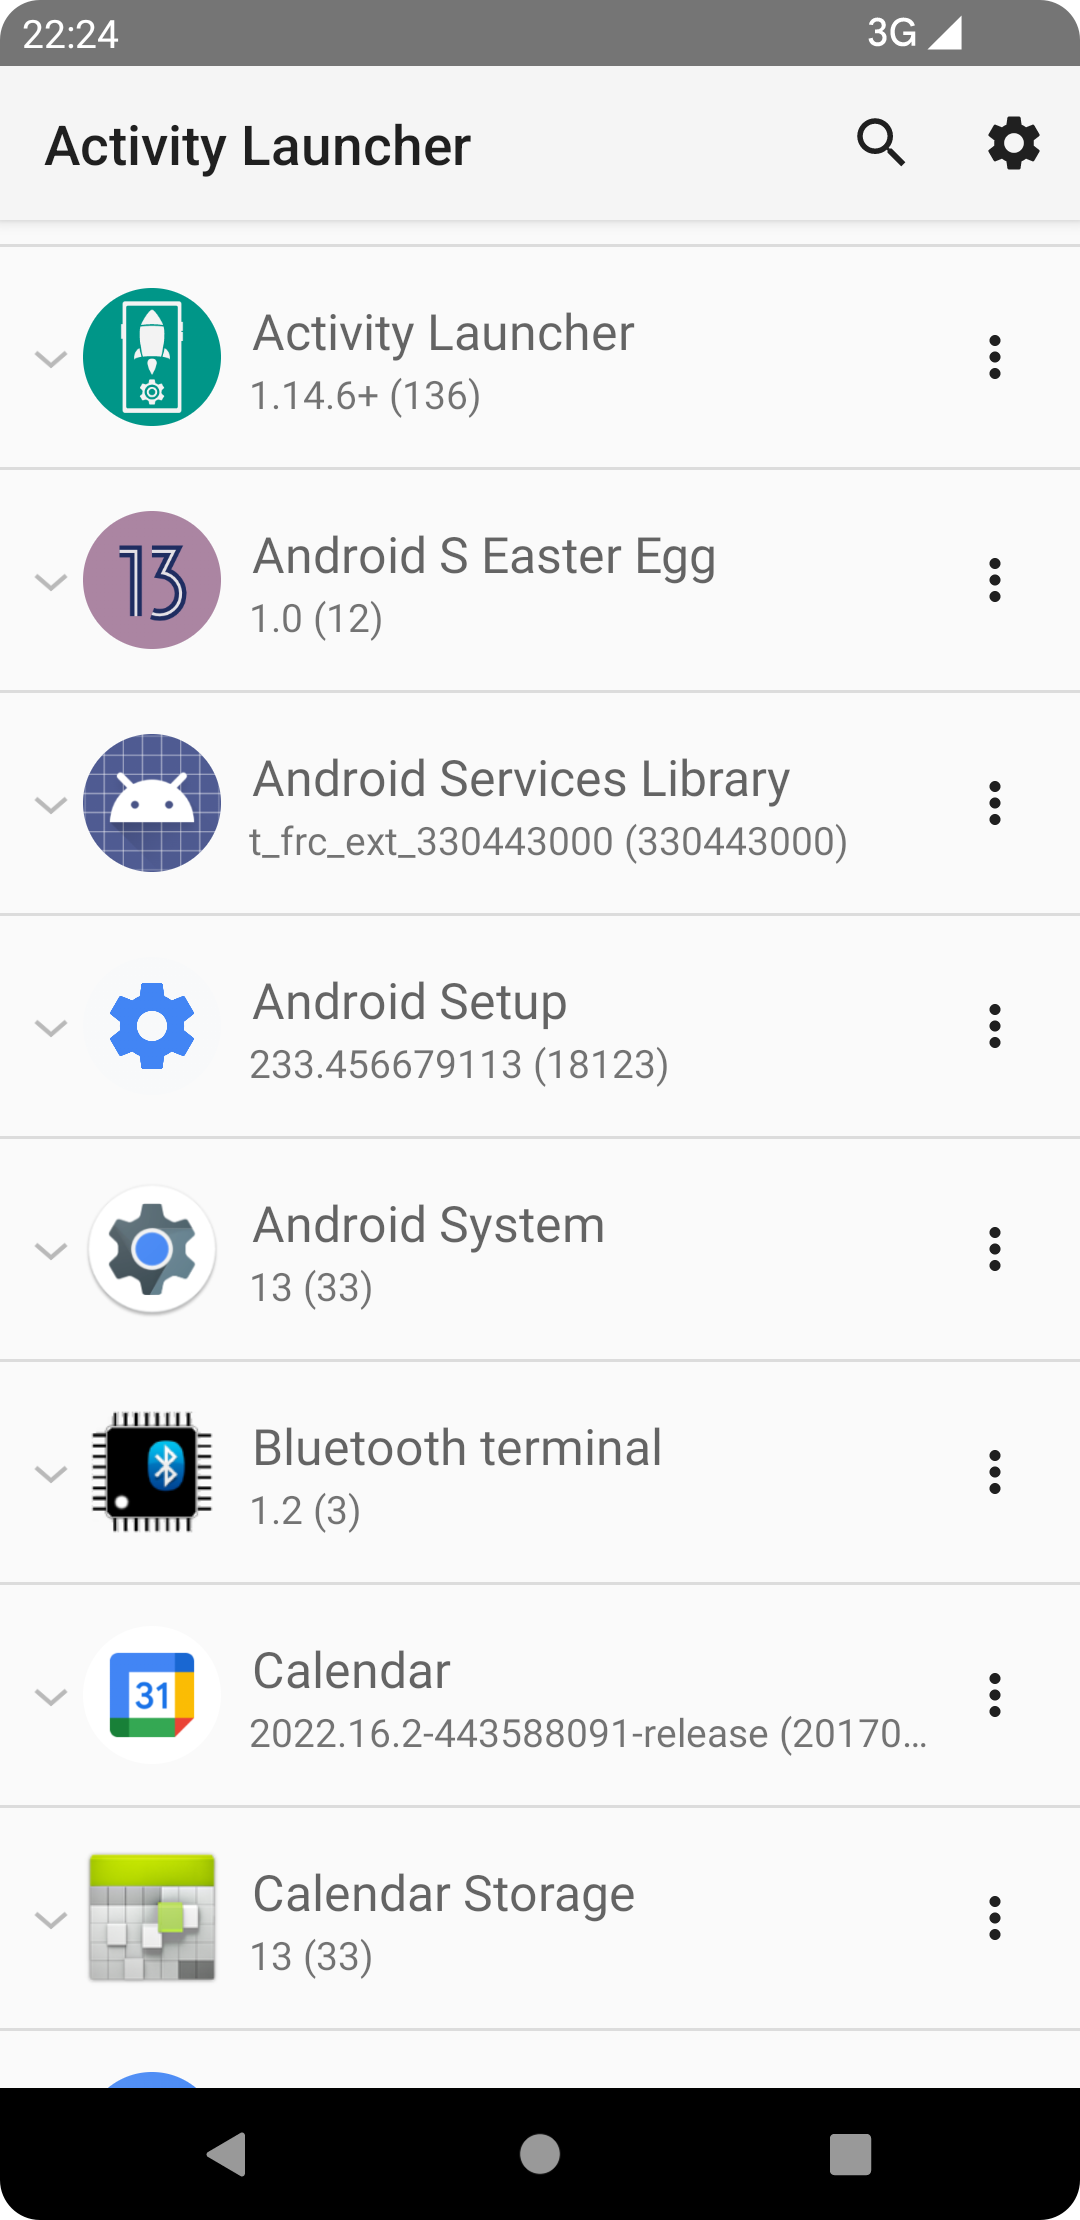 22:24 3G
Activity Launcher
Activity Launcher
1.14.6+ (136)
13
Android S Easter Egg
1.0 (12)
Android Services Library
t_frc_ext_330443000 (330443000)
Android Setup
233.456679113 (18123)
Android System
13 (33)
Bluetooth terminal
1.2 (3)
31
Calendar
2022.16.2-443588091-release (20170…
Calendar Storage
13 (33)